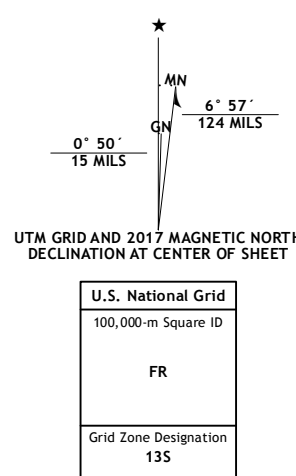 ★
MN
GN
6° 57´
124 MILS
0° 50´
15 MILS
UTM GRID AND 2017 MAGNETIC NORTH
DECLINATION AT CENTER OF SHEET
U.S. National Grid
100,000-m Square ID
FR
Grid Zone Designation
13S